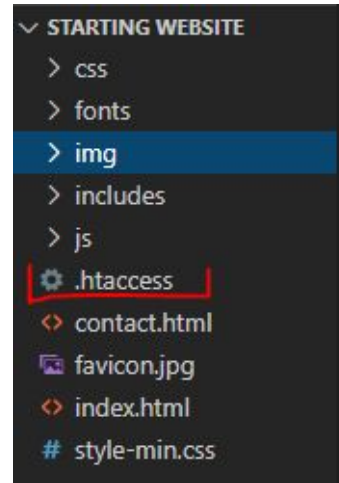 STARTING WEBSITE
css
fonts
img
includes
js
.htaccess
contact.html
favicon.jpg
index.html
# style-min.css